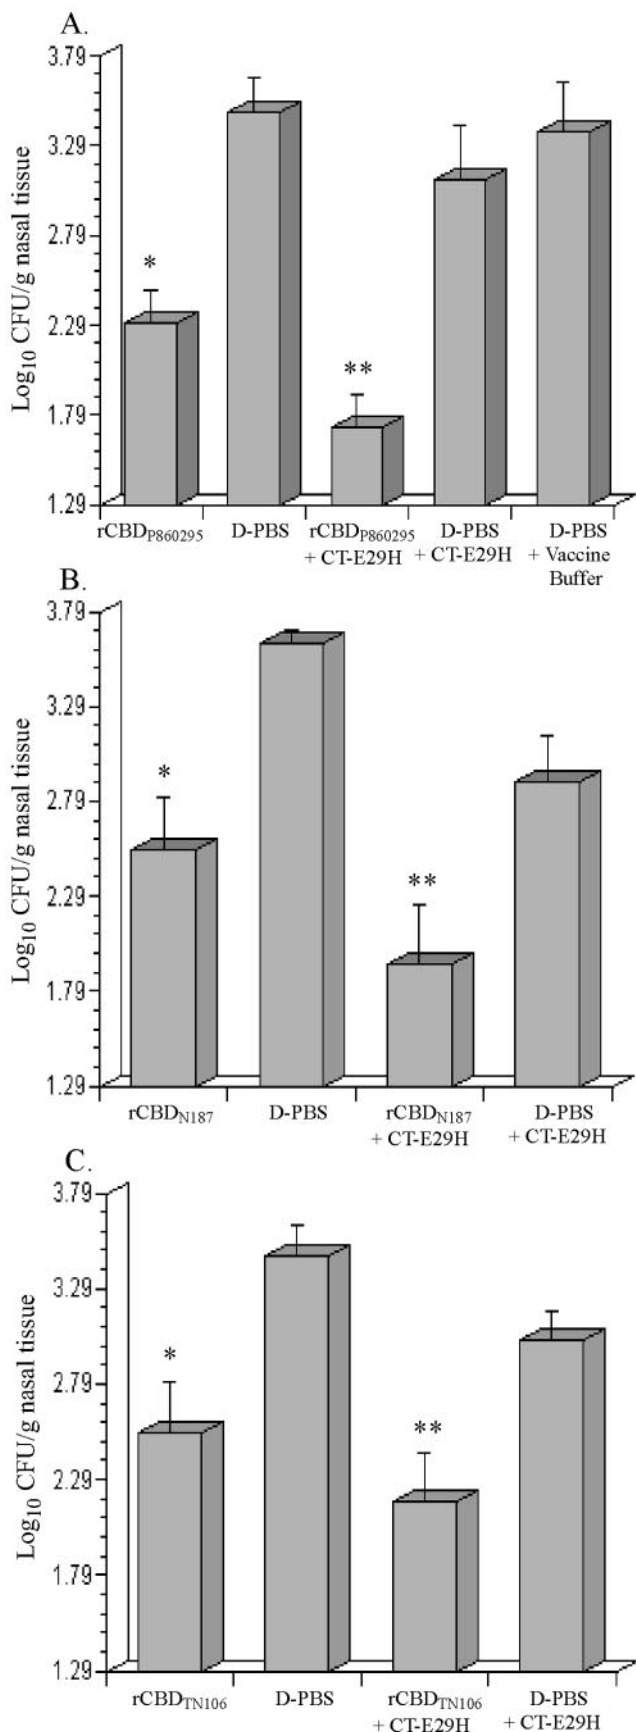 A.
Log10 CFU/g nasal tissue
3.79
3.29
2.79
2.29
1.79
1.29
*
**
rCBDP860295 D-PBS rCBDP860295 D-PBS D-PBS
+ CT-E29H + CT-E29H + Vaccine
Buffer
B.
Log10 CFU/g nasal tissue
3.79
3.29
2.79
2.29
1.79
1.29
*
**
rCBDN187 D-PBS rCBDN187 D-PBS
+ CT-E29H + CT-E29H
C.
Log10 CFU/g nasal tissue
3.79
3.29
2.79
2.29
1.79
1.29
*
**
rCBDTN106 D-PBS rCBDTN106 D-PBS
+ CT-E29H + CT-E29H